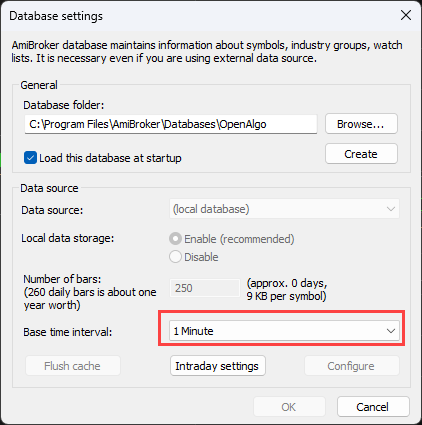 Database settings
AmiBroker database maintains information about symbols, industry groups, watch
lists. It is necessary even if you are using external data source.
General
Database folder:
C:\Program Files\AmiBroker\Databases\OpenAlgo
Browse...
Load this database at startup
Create
Data source
Data source:
(local database)
Local data storage:
Enable (recommended)
Disable
Number of bars:
(260 daily bars is about one
year worth)
250
(approx. 0 days,
9 KB per symbol)
Base time interval:
1 Minute
Flush cache
Intraday settings
Configure
OK
Cancel